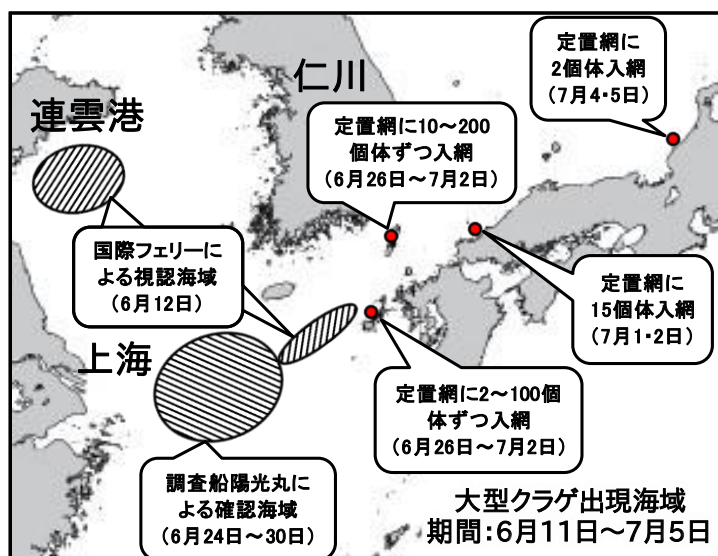 定置網に
2個体入網
（7月4・5日）
仁川
連雲港
定置網に10～200
個体ずつ入網
（6月26日～7月2日）
国際フェリーに
よる視認海域
（6月12日）
定置網に
15個体入網
（7月1・2日）
上海
定置網に2～100個
体ずつ入網
（6月26日～7月2日）
調査船陽光丸に
よる確認海域
（6月24日～30日）
大型クラゲ出現海域
期間：6月11日～7月5日